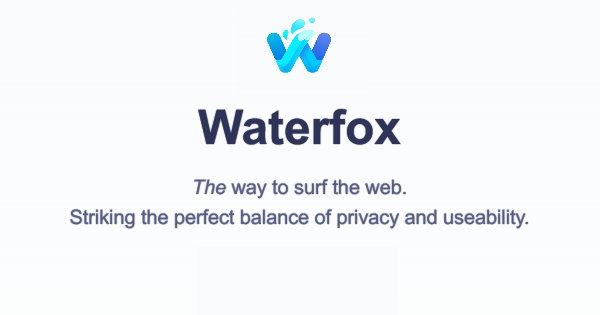 Waterfox
The way to surf the web.
Striking the perfect balance of privacy and useability.